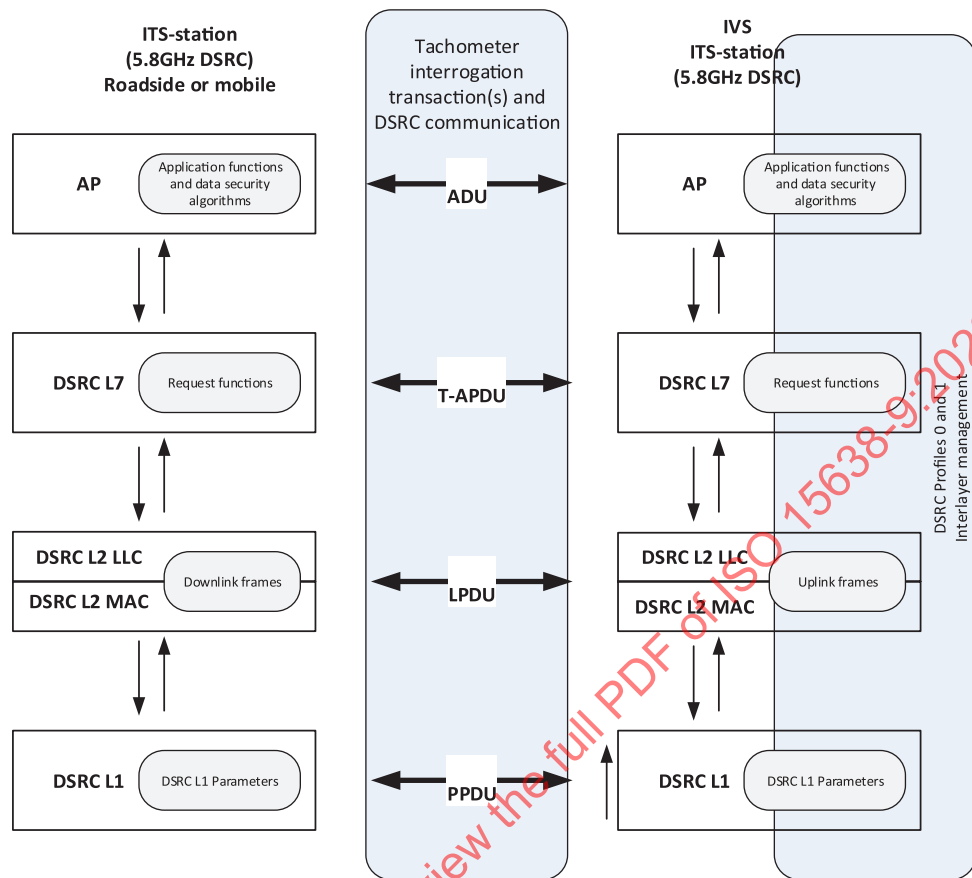 ITS-station
(5.8GHz DSRC)
Roadside or mobile
Tachometer
interrogation
transaction(s) and
DSRC communication
IVS
ITS-station
(5.8GHz DSRC)
AP
Application functions
and data security
algorithms
ADU
AP
Application functions
and data security
algorithms
DSRC L7
Request functions
T-APDU
DSRC L7
Request functions
DSRC Profiles 0 and 1
Interlayer management
DSRC L2 LLC
DSRC L2 MAC
Downlink frames
LPDU
DSRC L2 LLC
DSRC L2 MAC
Uplink frames
DSRC L1
DSRC L1 Parameters
PPDU
DSRC L1
DSRC L1 Parameters
view the full PDF of ISO 15638-9:202